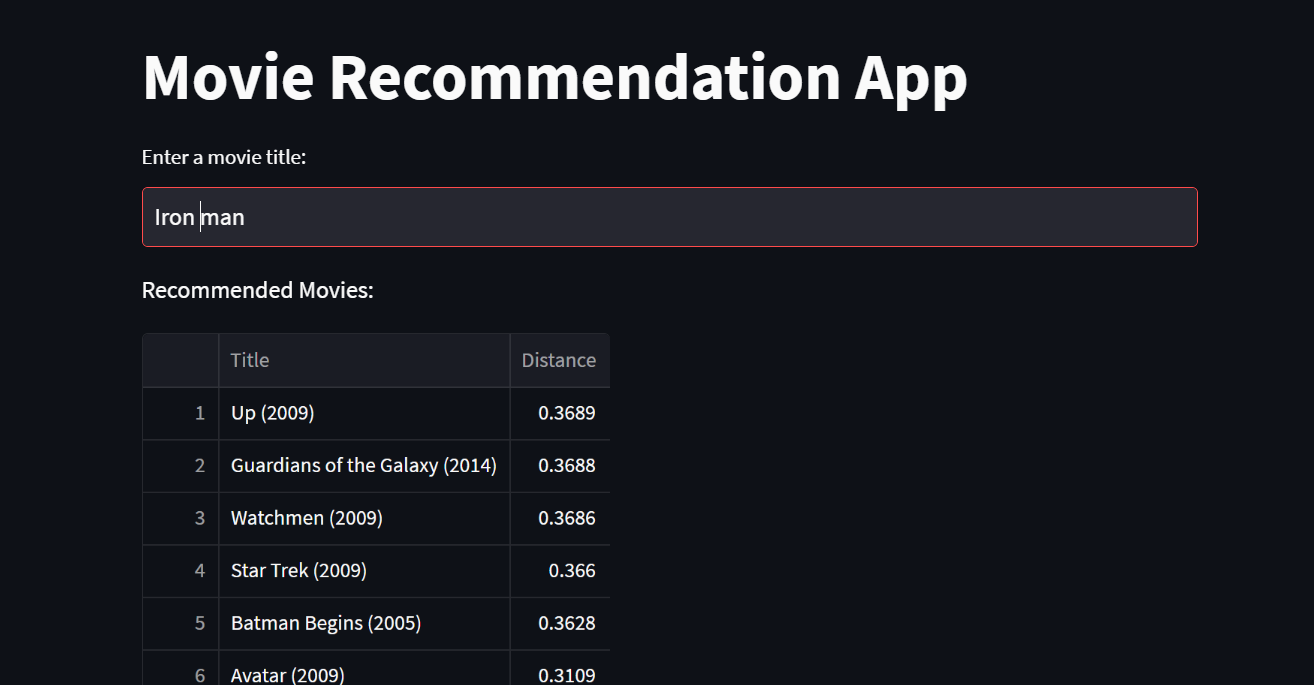 Movie Recommendation App
Enter a movie title:
Iron man
Recommended Movies:
Title Distance
1 Up (2009) 0.3689
2 Guardians of the Galaxy (2014) 0.3688
3 Watchmen (2009) 0.3686
4 Star Trek (2009) 0.366
5 Batman Begins (2005) 0.3628
6 Avatar (2009) 0.3109